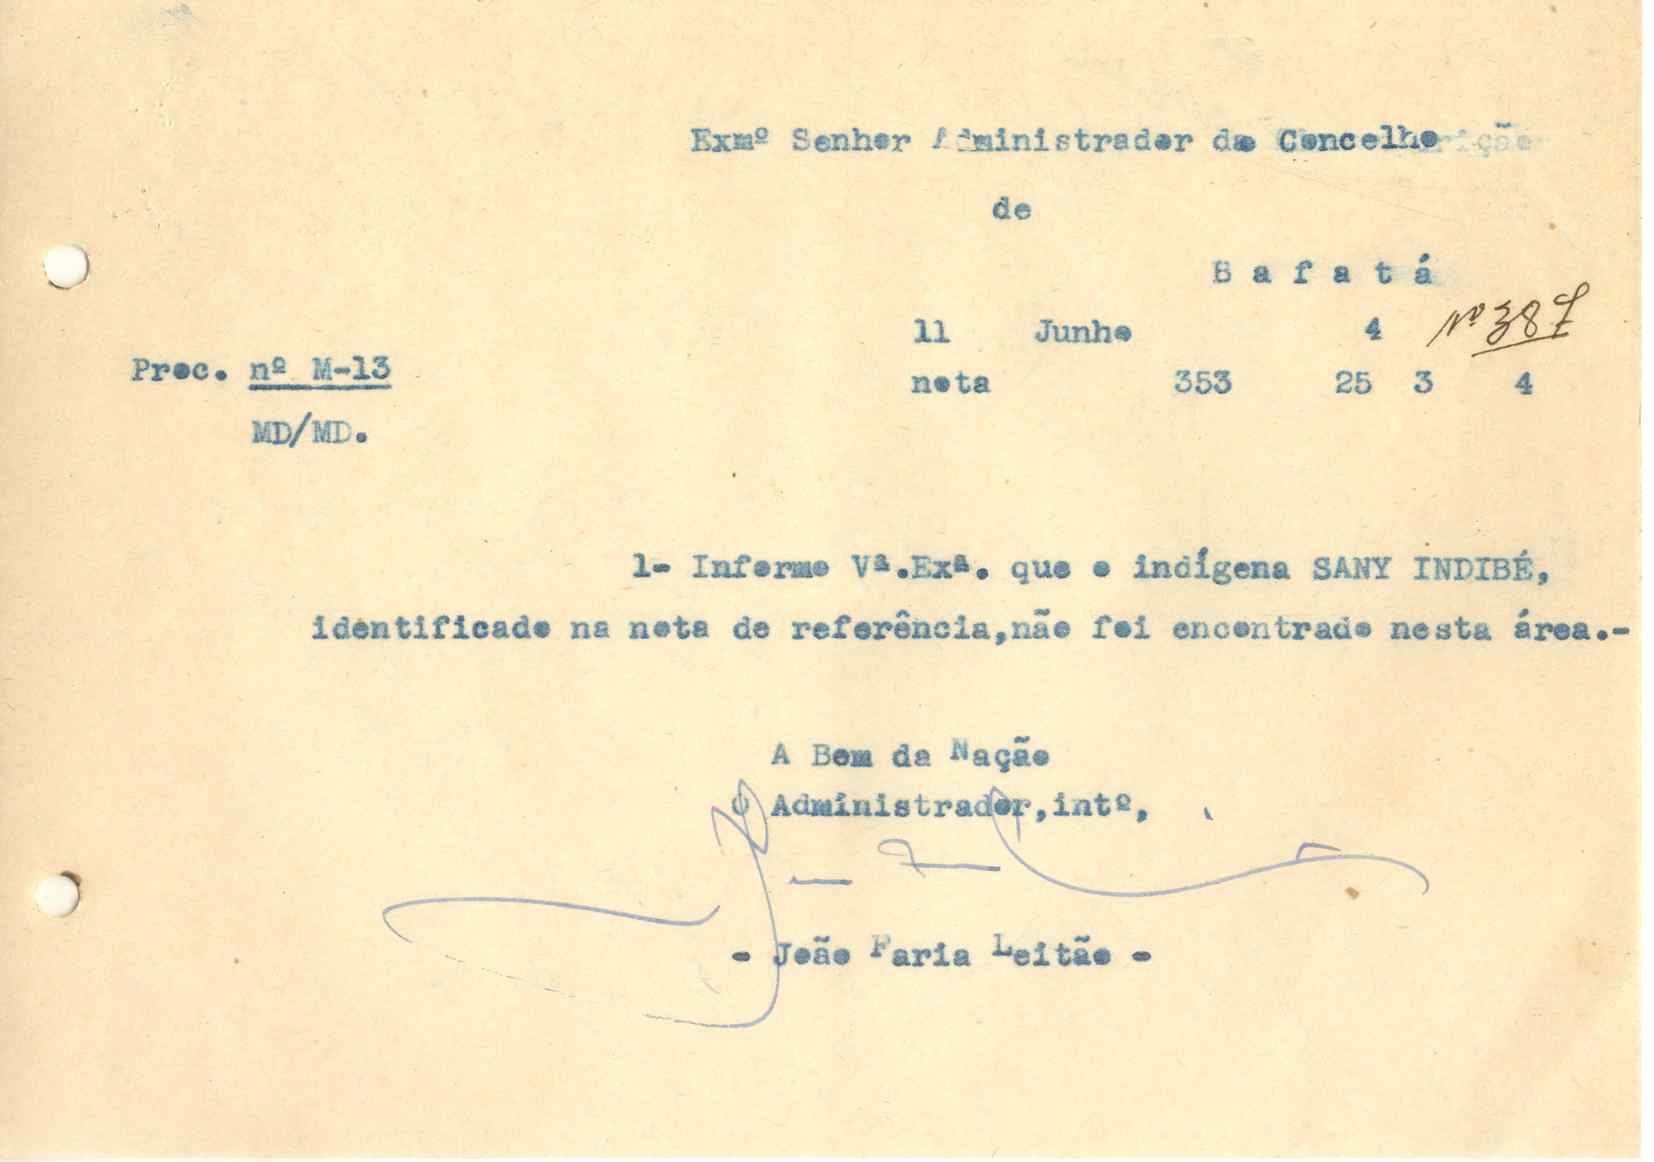 Exmº Senhor Administrador do Concelho
de
Bafatá
11 Junho 4 Nº 387
Proc. nº M-13
nota 353 25 3 4
MD/MD.
1- Informo Vª.Exª. que o indígena SANY INDIBÉ,
identificado na nota de referência,não foi encontrado nesta área.-
A Bem da Nação
O Administrador,intº,
- João Faria Leitão -